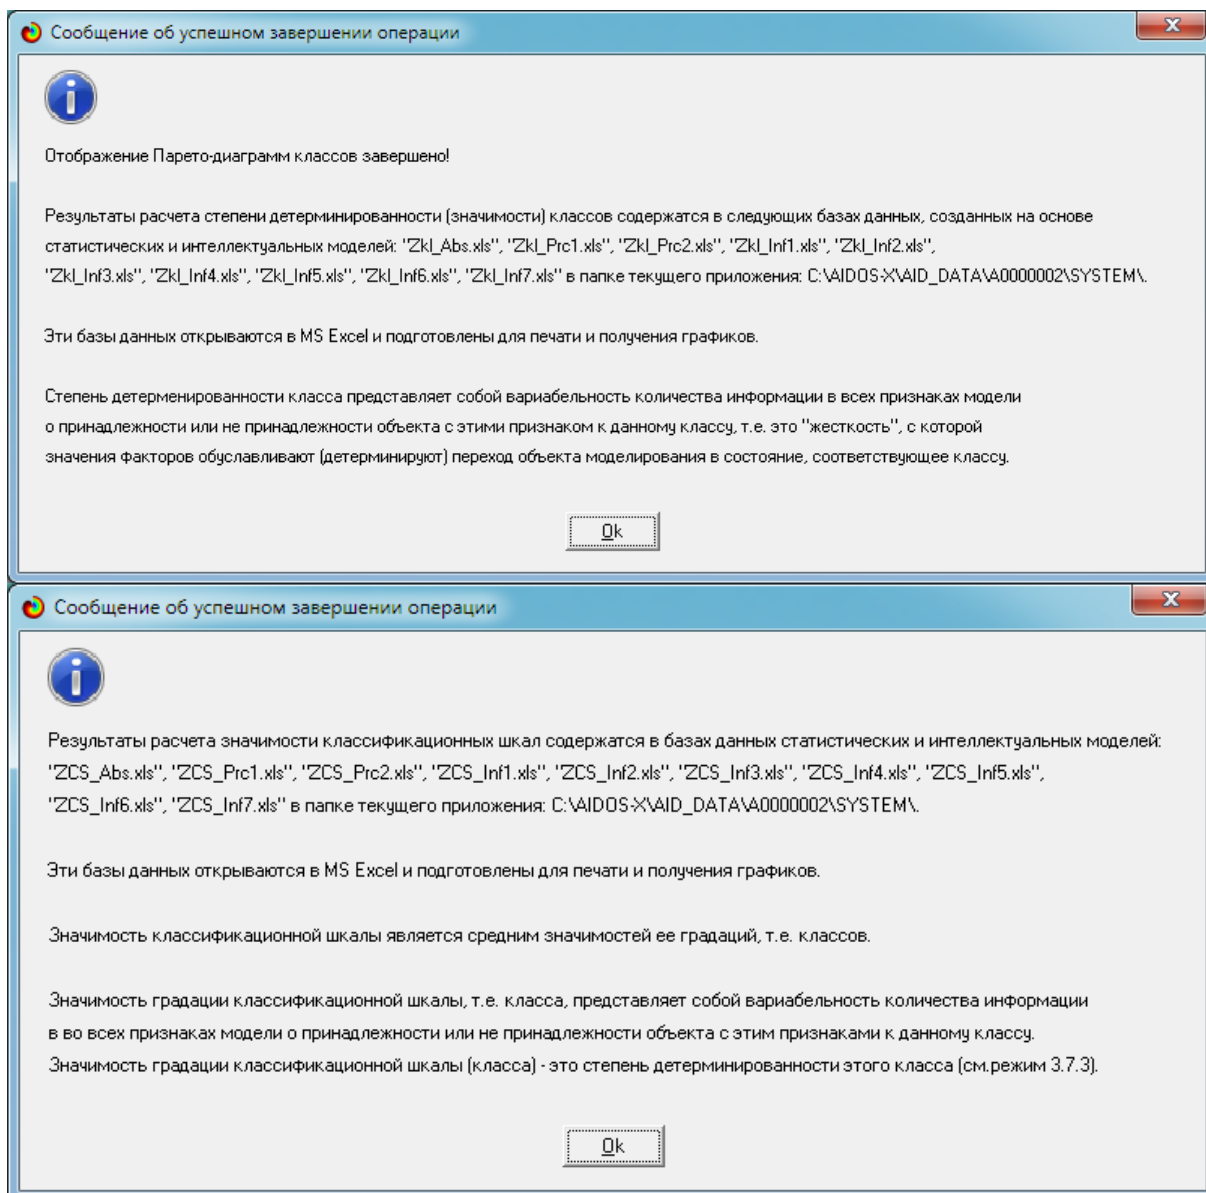 Сообщение об успешном завершении операции
Отображение Парето-диаграмм классов завершено!
Результаты расчета степени детерминированности (значимости) классов содержатся в следующих базах данных, созданных на основе
статистических и интеллектуальных моделей: "Zkl_Abs.xls", "Zkl_Prc1.xls", "Zkl_Prc2.xls", "Zkl_Inf1.xls", "Zkl_Inf2.xls",
"Zkl_Inf3.xls", "Zkl_Inf4.xls", "Zkl_Inf5.xls", "Zkl_Inf6.xls", "Zkl_Inf7.xls" в папке текущего приложения: C:\AIDOS-X\AID_DATA\A0000002\SYSTEM\.
Эти базы данных открываются в MS Excel и подготовлены для печати и получения графиков.
Степень детерменированности класса представляет собой вариабельность количества информации в всех признаках модели
о принадлежности или не принадлежности объекта с этими признаком к данному классу, т.е. это "жесткость", с которой
значения факторов обуславливают (детерминируют) переход объекта моделирования в состояние, соответствующее классу.
Ok
Сообщение об успешном завершении операции
Результаты расчета значимости классификационных шкал содержатся в базах данных статистических и интеллектуальных моделей:
"ZCS_Abs.xls", "ZCS_Prc1.xls", "ZCS_Prc2.xls", "ZCS_Inf1.xls", "ZCS_Inf2.xls", "ZCS_Inf3.xls", "ZCS_Inf4.xls", "ZCS_Inf5.xls",
"ZCS_Inf6.xls", "ZCS_Inf7.xls" в папке текущего приложения: C:\AIDOS-X\AID_DATA\A0000002\SYSTEM\.
Эти базы данных открываются в MS Excel и подготовлены для печати и получения графиков.
Значимость классификационной шкалы является средним значимостей ее градаций, т.е. классов.
Значимость градации классификационной шкалы, т.е. класса, представляет собой вариабельность количества информации
в во всех признаках модели о принадлежности или не принадлежности объекта с этим признаками к данному классу.
Значимость градации классификационной шкалы (класса) - это степень детерминированности этого класса (см.режим 3.7.3).
Ok